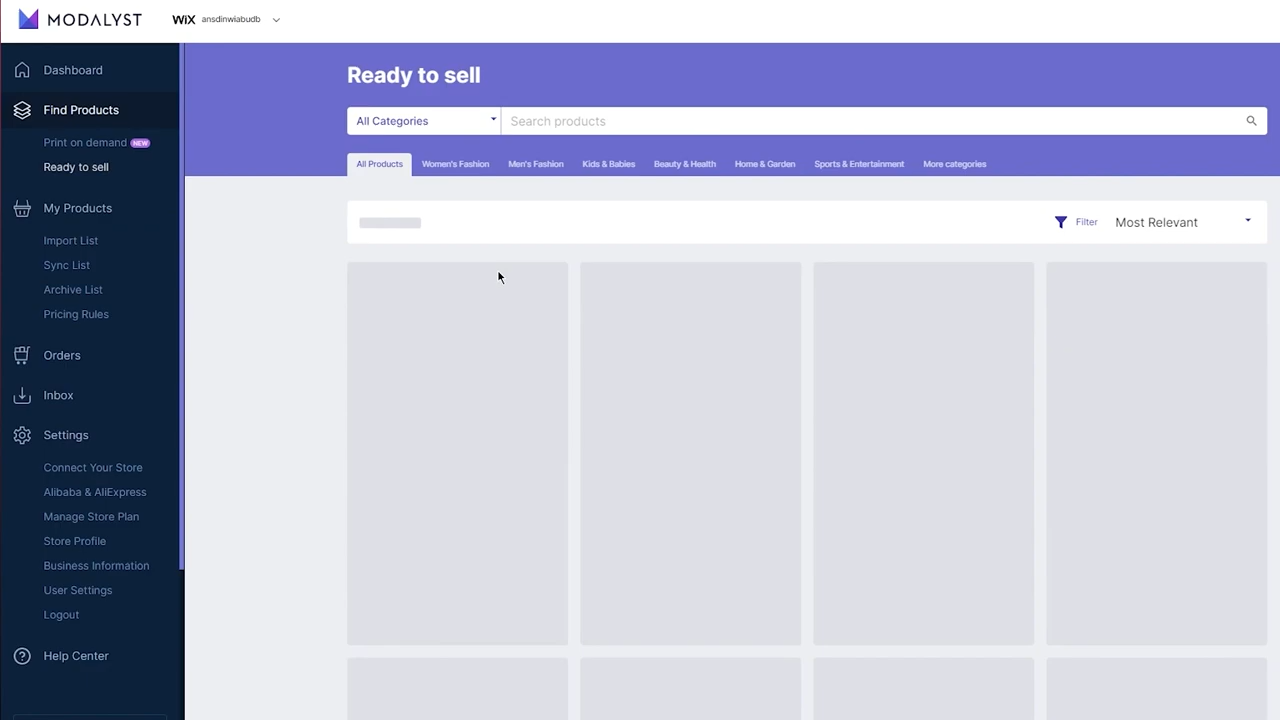 MODALYST
WiX ansdinwiabudb
Dashboard
Find Products
Print on demand NEW
Ready to sell
My Products
Import List
Sync List
Archive List
Pricing Rules
Orders
Inbox
Settings
Connect Your Store
Alibaba & AliExpress
Manage Store Plan
Store Profile
Business Information
User Settings
Logout
Help Center
Ready to sell
All Categories Search products
All Products Women's Fashion Men's Fashion Kids & Babies Beauty & Health Home & Garden Sports & Entertainment More categories
Filter Most Relevant